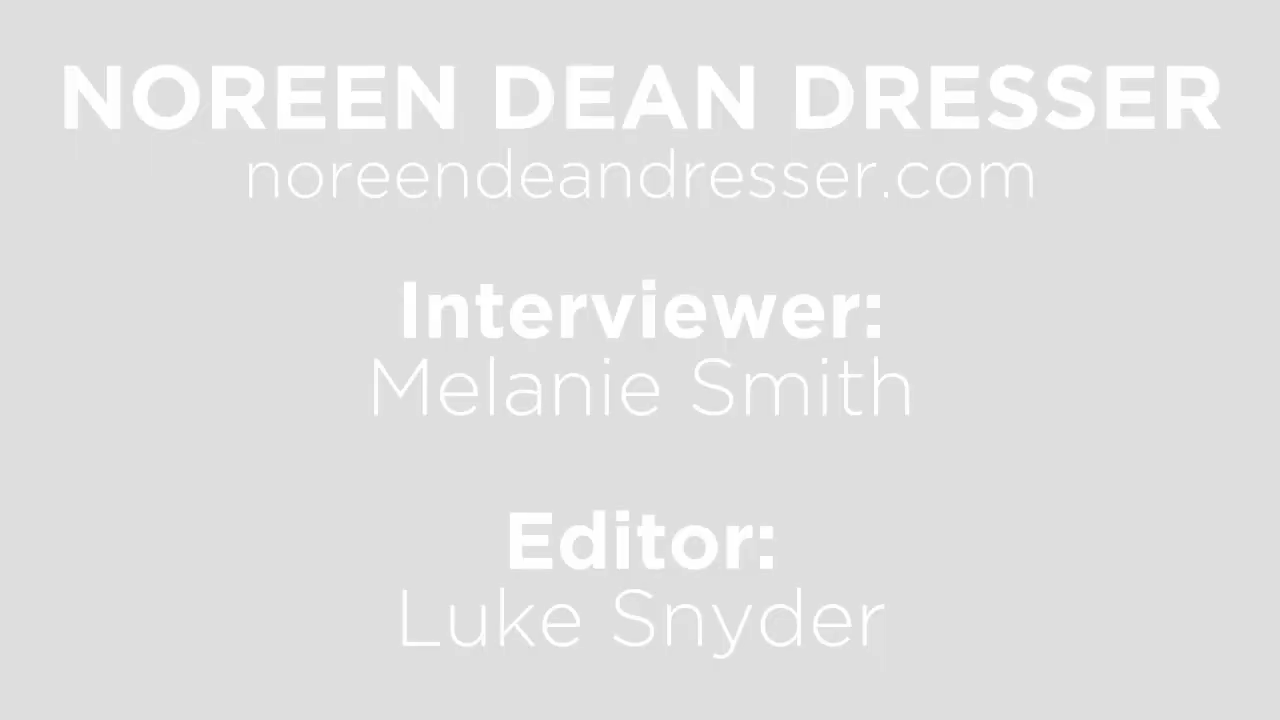 NOREEN DEAN DRESSER
noreendeandresser.com
Interviewer:
Melanie Smith
Editor:
Luke Snyder